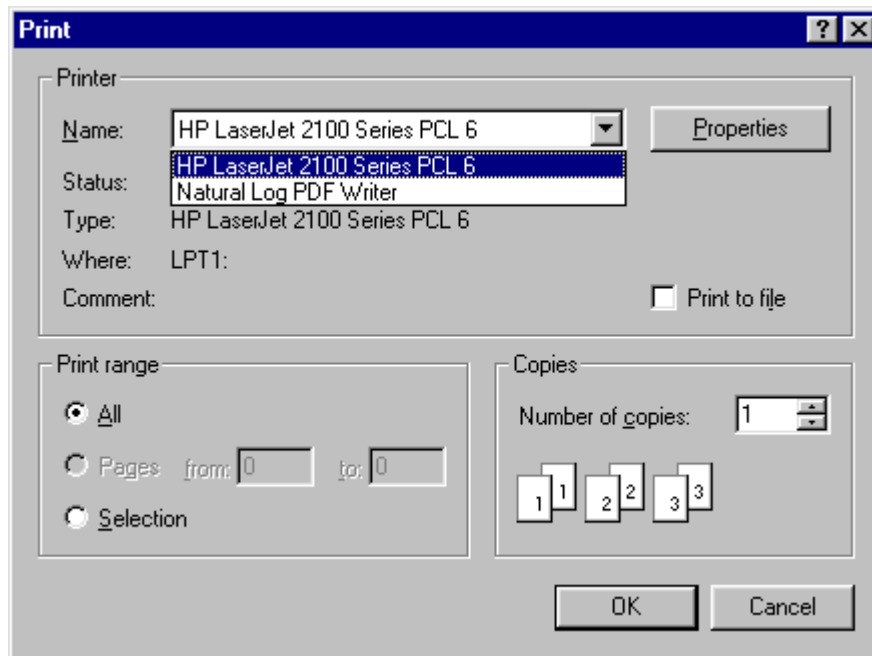 Print
Printer
Name: HP LaserJet 2100 Series PCL 6 Properties
HP LaserJet 2100 Series PCL 6
Status: Natural Log PDF Writer
Type: HP LaserJet 2100 Series PCL 6
Where: LPT1:
Comment: Print to file
Print range
All
Pages from: 0 to: 0
Selection
Copies
Number of copies: 1
1 1 2 2 3 3
OK Cancel